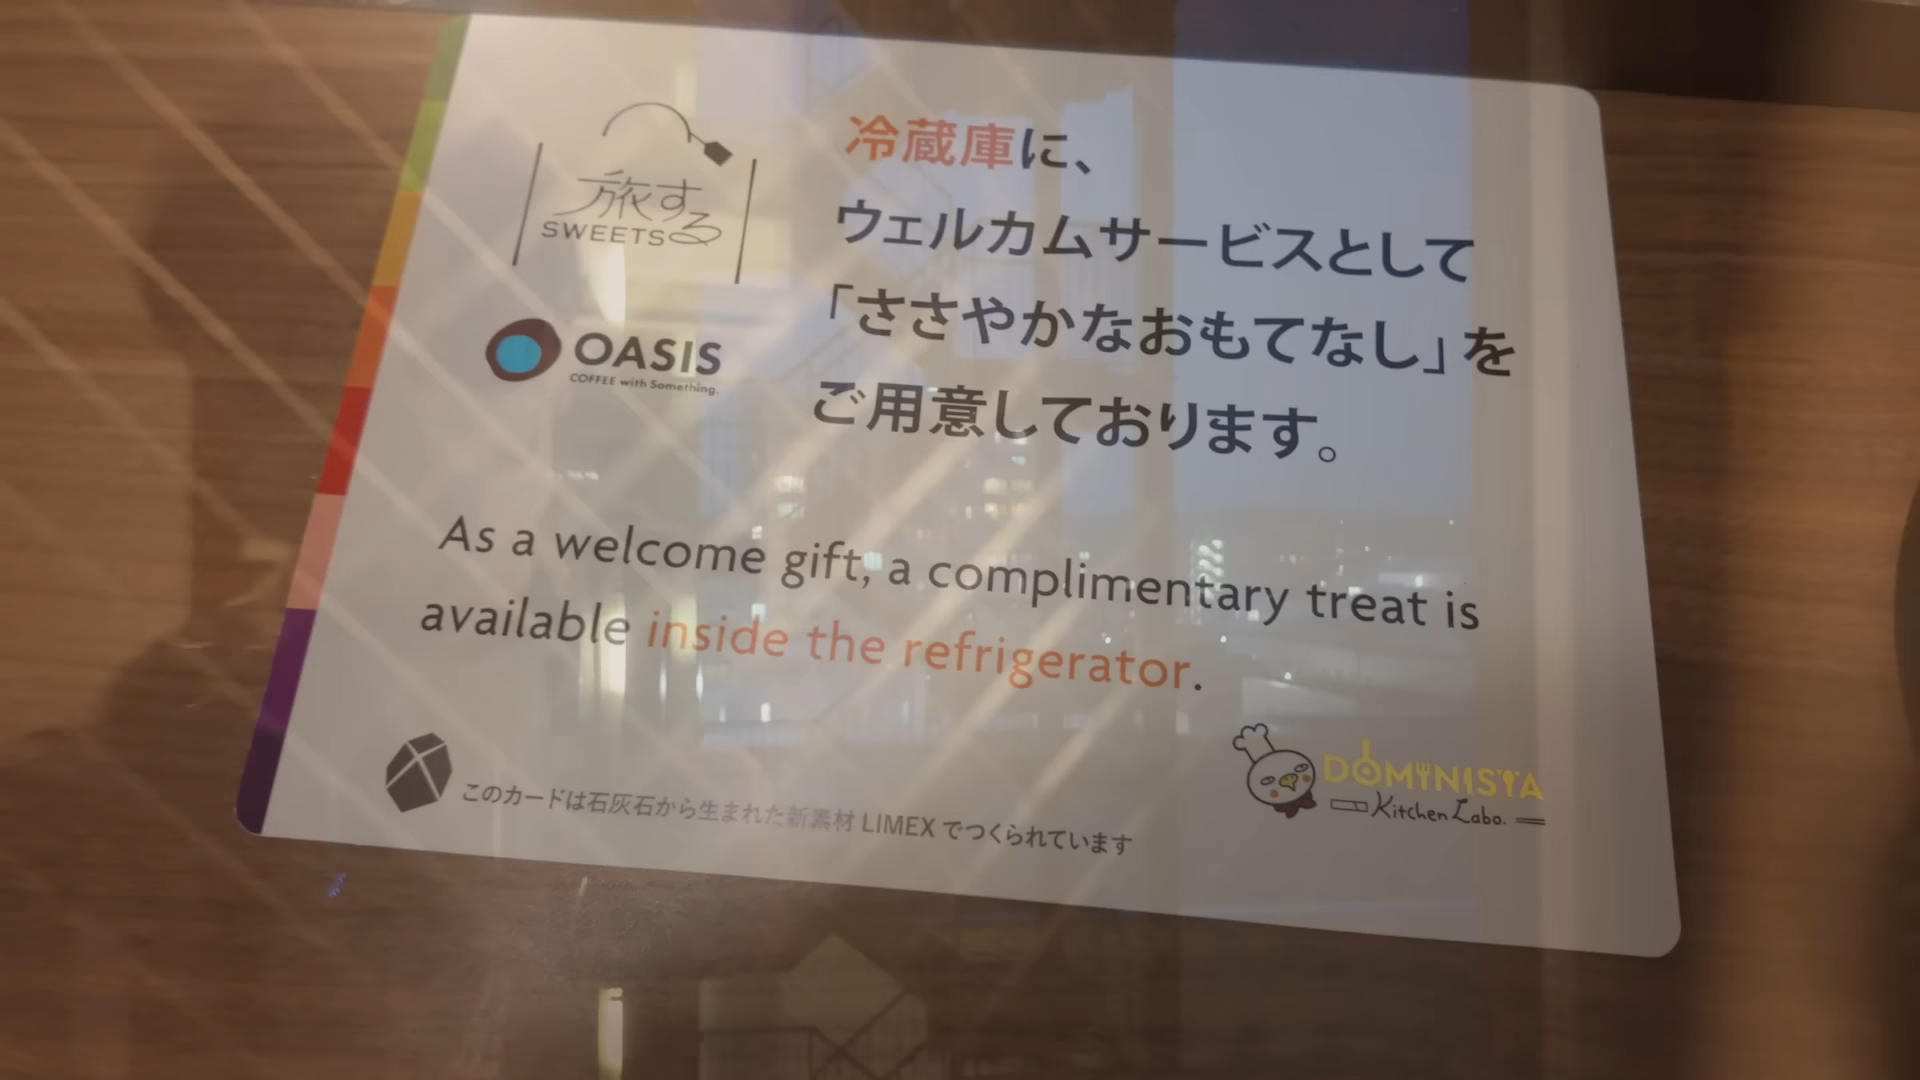 旅する
SWEETS
OASIS
COFFEE with Something.
冷蔵庫に、
ウェルカムサービスとして
「ささやかなおもてなし」を
ご用意しております。
As a welcome gift, a complimentary treat is
available inside the refrigerator.
このカードは石灰石から生まれた新素材 LIMEX でつくられています
DOMINISTA
Kitchen Labo.